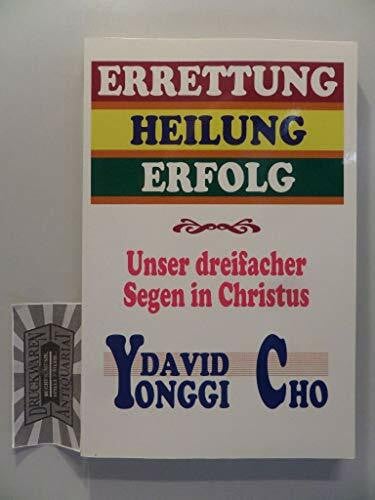 ERRETTUNG
HEILUNG
ERFOLG
Unser dreifacher
Segen in Christus
DAVID
YONGGI CHO
DRUCKWAREN
ANTIQUARIAT